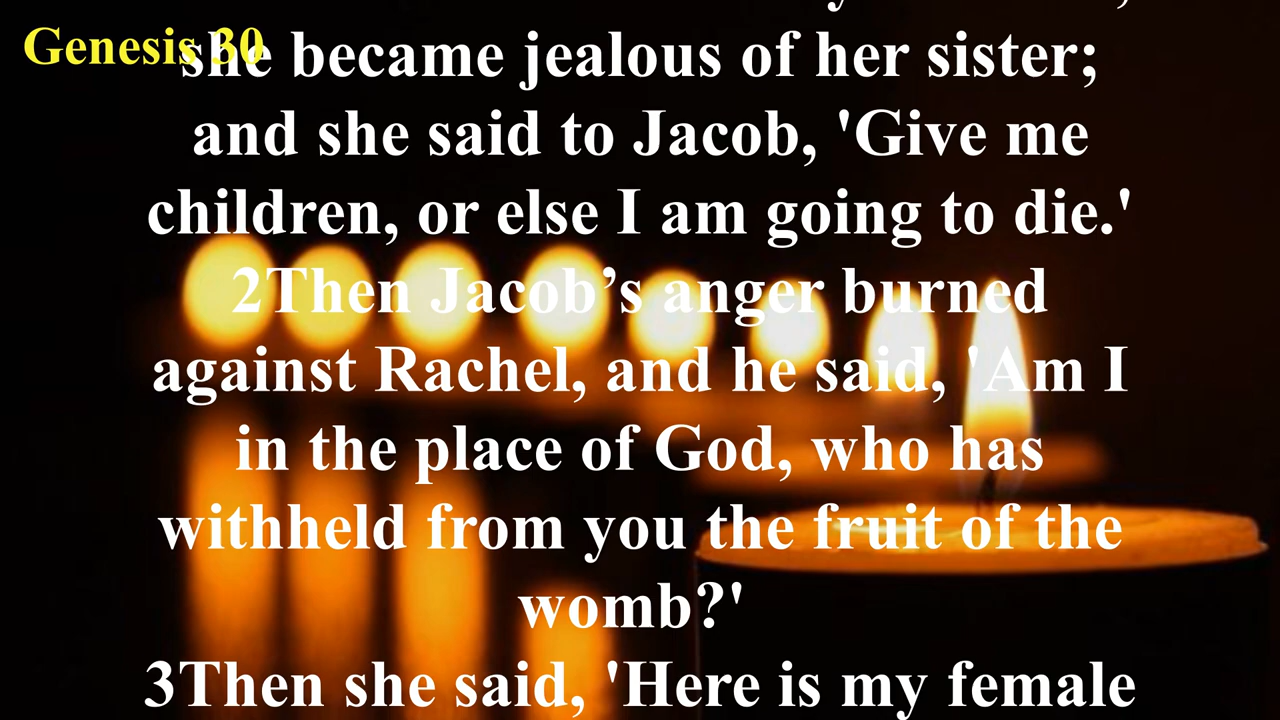 Genesis 30
she became jealous of her sister;
and she said to Jacob, 'Give me
children, or else I am going to die.'
2Then Jacob’s anger burned
against Rachel, and he said, 'Am I
in the place of God, who has
withheld from you the fruit of the
womb?'
3Then she said, 'Here is my female